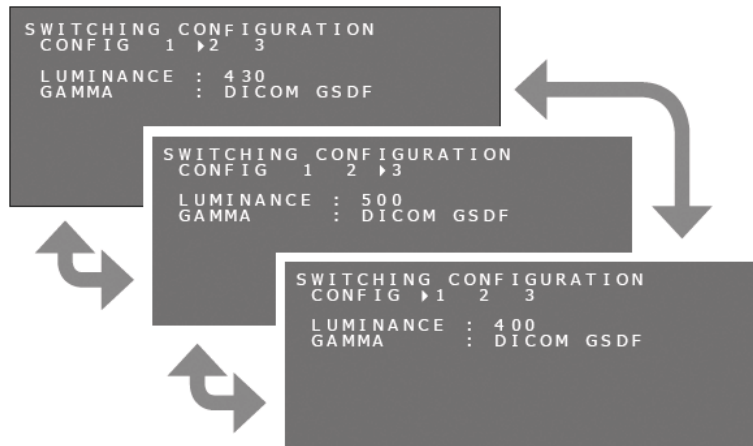 SWITCHING CONFIGURATION
CONFIG 1 ▸2 3
LUMINANCE : 430
GAMMA : DICOM GSDF
SWITCHING CONFIGURATION
CONFIG 1 2 ▸3
LUMINANCE : 500
GAMMA : DICOM GSDF
SWITCHING CONFIGURATION
CONFIG ▸1 2 3
LUMINANCE : 400
GAMMA : DICOM GSDF